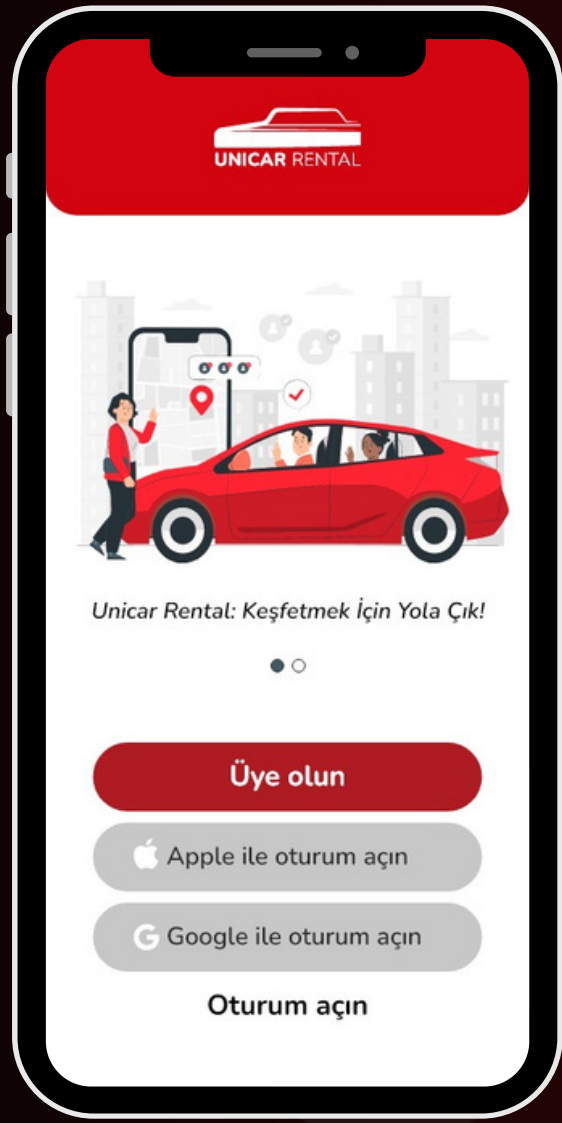 UNICAR RENTAL
Unicar Rental: Keşfetmek İçin Yola Çık!
Üye olun
Apple ile oturum açın
Google ile oturum açın
Oturum açın